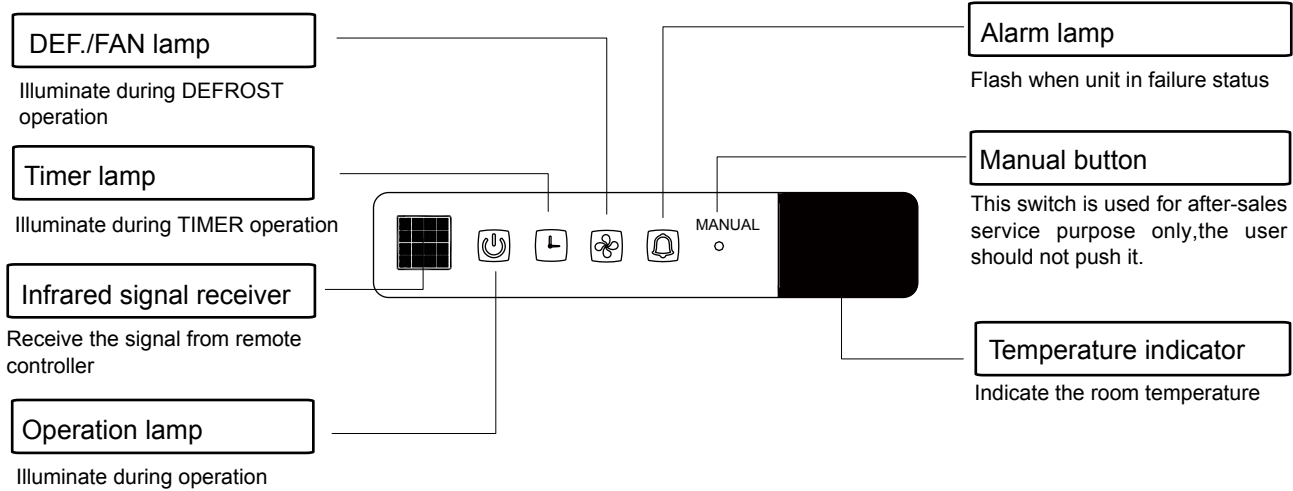 DEF./FAN lamp
Illuminate during DEFROST
operation
Timer lamp
Illuminate during TIMER operation
Infrared signal receiver
Receive the signal from remote
controller
Operation lamp
Illuminate during operation
MANUAL
Alarm lamp
Flash when unit in failure status
Manual button
This switch is used for after-sales
service purpose only,the user
should not push it.
Temperature indicator
Indicate the room temperature